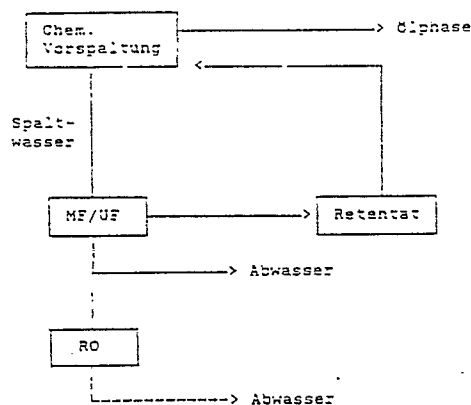 Chem.
Vorspaltung
Ölphase
Spalt-
wasser
MF/UF
Retentat
Abwasser
RO
Abwasser